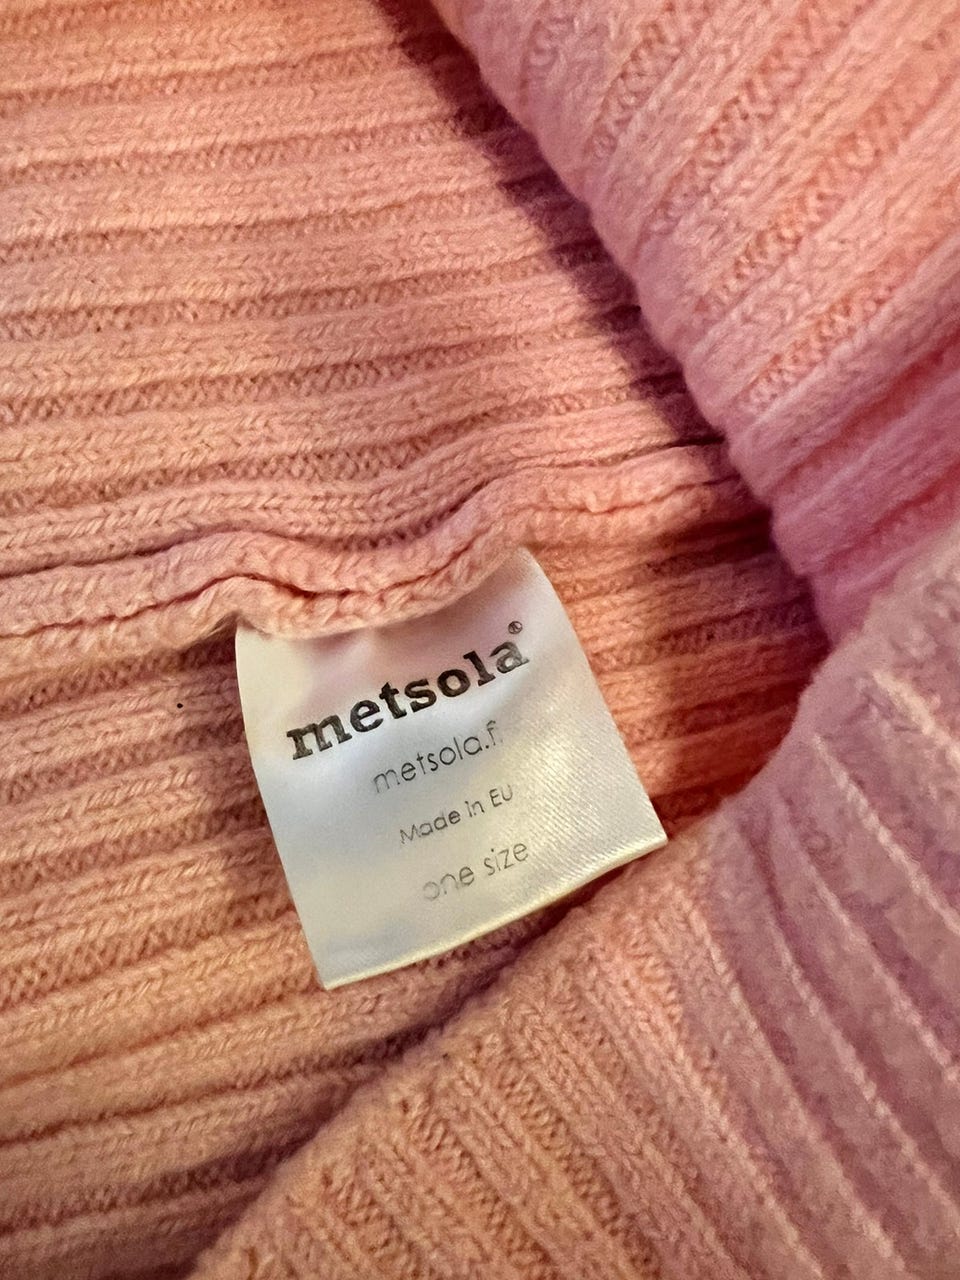 metsola®
metsola.f
Made in EU
one size